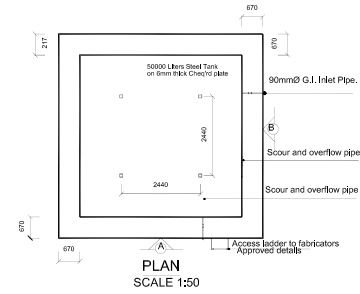 670
217
670
50000 Liters Steel Tank
on 6mm thick Cheq'rd plate
90mmØ G.I. Inlet Pipe.
2440
B
Scour and overflow pipe
2440
Scour and overflow pipe
670
670
A
Access ladder to fabricators
Approved details
PLAN
SCALE 1:50